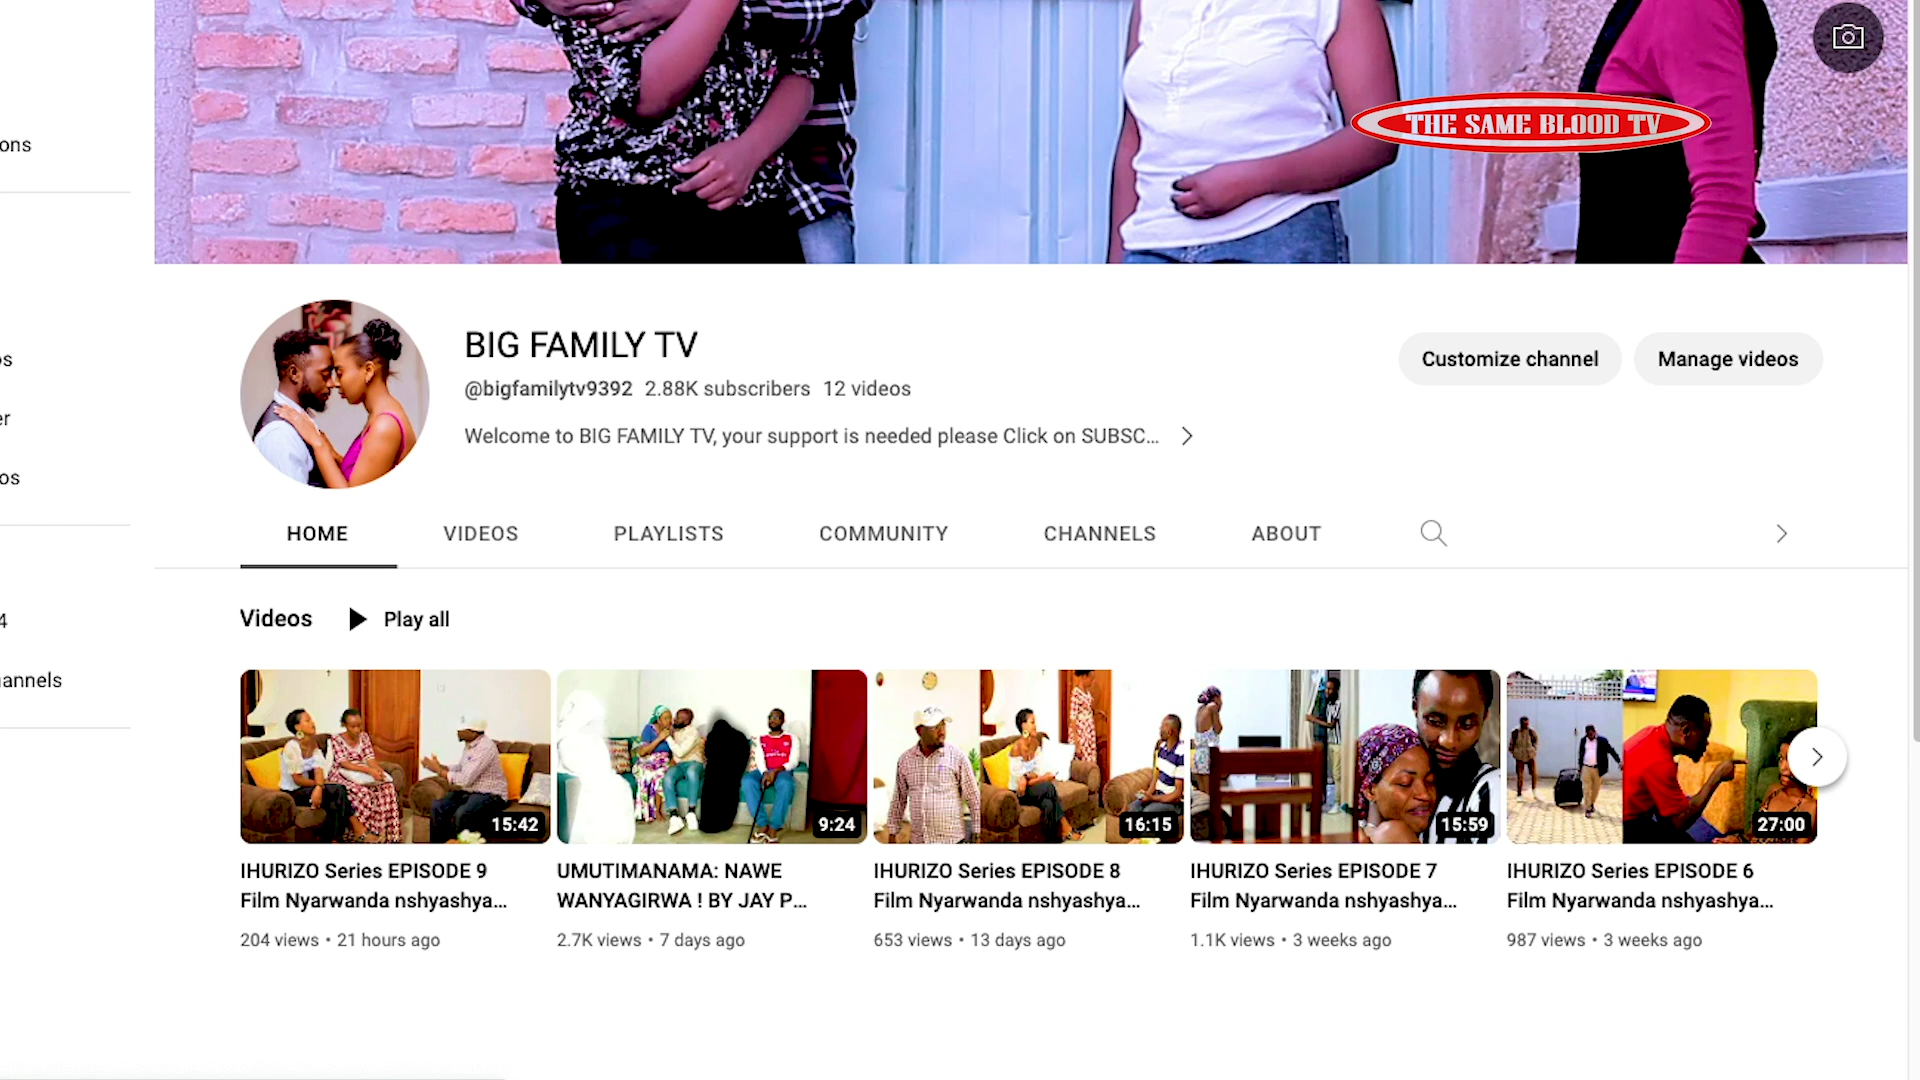 THE SAME BLOOD TV
ons
BIG FAMILY TV
@bigfamilytv9392 2.88K subscribers 12 videos
Customize channel
Manage videos
Welcome to BIG FAMILY TV, your support is needed please Click on SUBSC...
HOME VIDEOS PLAYLISTS COMMUNITY CHANNELS ABOUT
os
er
os
4
annels
Videos Play all
15:42
9:24
16:15
15:59
27:00
IHURIZO Series EPISODE 9
Film Nyarwanda nshyashya...
204 views • 21 hours ago
UMUTIMANAMA: NAWE
WANYAGIRWA ! BY JAY P...
2.7K views • 7 days ago
IHURIZO Series EPISODE 8
Film Nyarwanda nshyashya...
653 views • 13 days ago
IHURIZO Series EPISODE 7
Film Nyarwanda nshyashya...
1.1K views • 3 weeks ago
IHURIZO Series EPISODE 6
Film Nyarwanda nshyashya...
987 views • 3 weeks ago